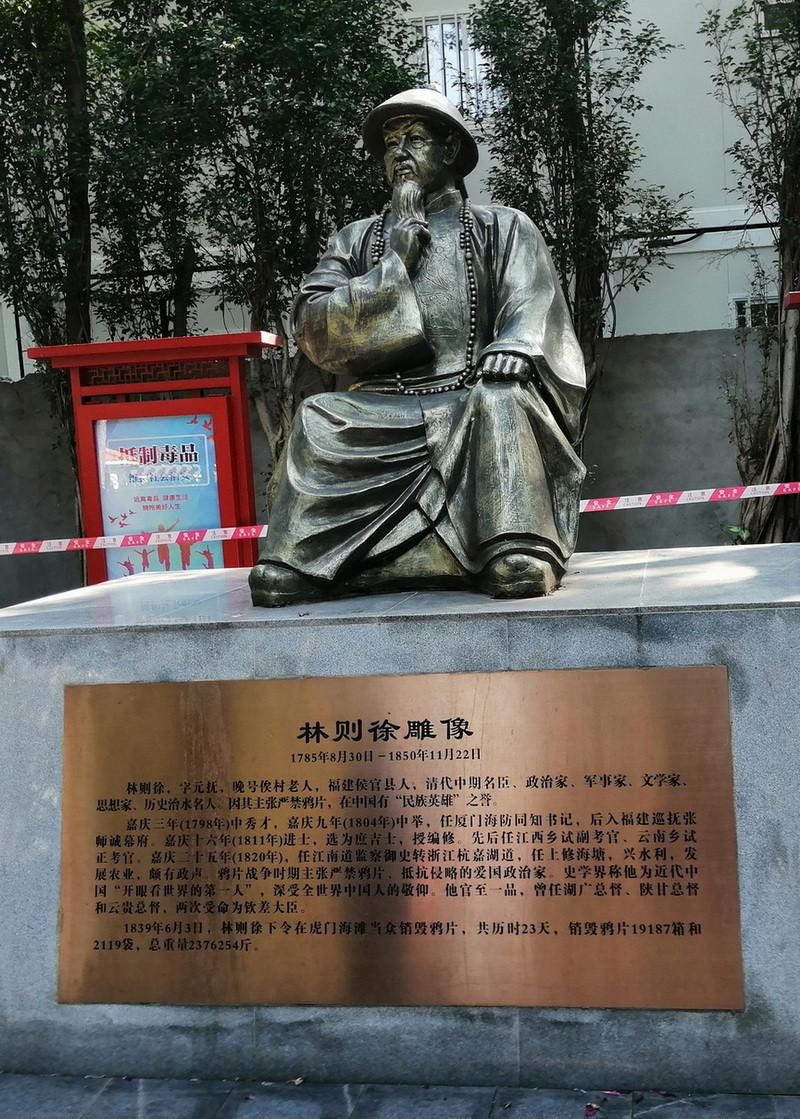 抵制毒品
远离毒品 健康生活
拥抱美好人生
林则徐雕像
1785年8月30日－1850年11月22日
林则徐，字元抚，晚号俟村老人，福建侯官县人，清代中期名臣、政治家、军事家、文学家、
思想家、历史治水名人。因其主张严禁鸦片，在中国有“民族英雄”之誉。
嘉庆三年(1798年)中秀才，嘉庆九年(1804年)中举，任厦门海防同知书记，后入福建巡抚张
师诚幕府。嘉庆十六年(1811年)进士，选为庶吉士，授编修。先后任江西乡试副考官、云南乡试
正考官。嘉庆二十五年(1820年)，任江南道监察御史转浙江杭嘉湖道，任上修海塘，兴水利，发
展农业，颇有政声。鸦片战争时期主张严禁鸦片、抵抗侵略的爱国政治家。史学界称他为近代中
国“开眼看世界的第一人”，深受全世界中国人的敬仰。他官至一品，曾任湖广总督、陕甘总督
和云贵总督，两次受命为钦差大臣。
1839年6月3日，林则徐下令在虎门海滩当众销毁鸦片，共历时23天，销毁鸦片19187箱和
2119袋，总重量2376254斤。